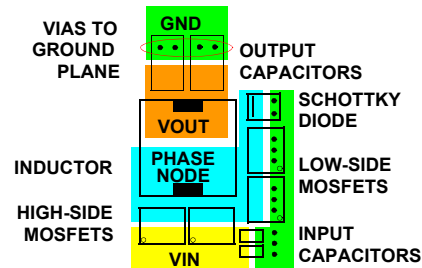 VIAS TO
GROUND
PLANE
GND
OUTPUT
CAPACITORS
VOUT
SCHOTTKY
DIODE
INDUCTOR
PHASE
NODE
LOW-SIDE
MOSFETS
HIGH-SIDE
MOSFETS
VIN
INPUT
CAPACITORS